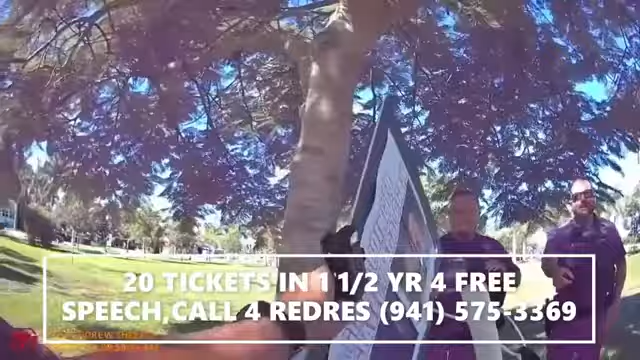 20 TICKETS IN 1 1/2 YR 4 FREE
SPEECH,CALL 4 REDRES (941) 575-3369